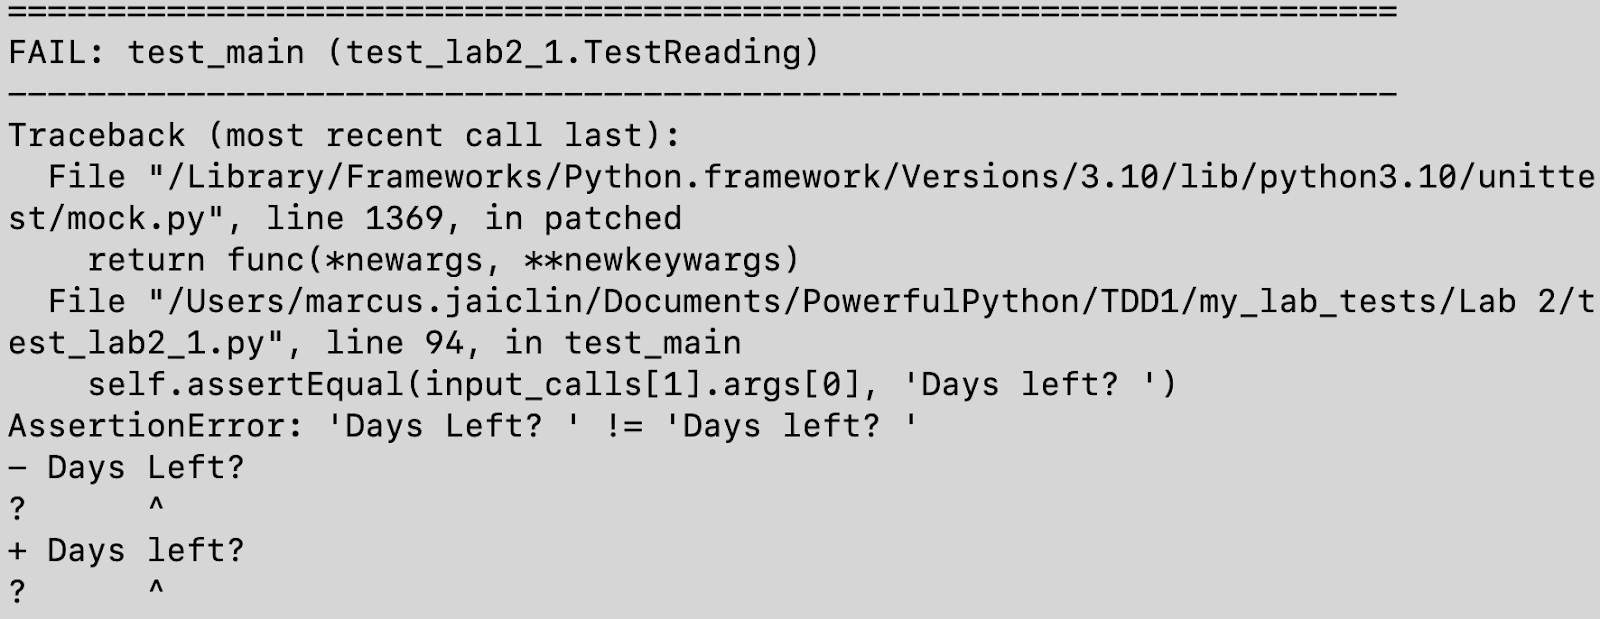 ======================================================================
FAIL: test_main (test_lab2_1.TestReading)
----------------------------------------------------------------------
Traceback (most recent call last):
  File "/Library/Frameworks/Python.framework/Versions/3.10/lib/python3.10/unitte
st/mock.py", line 1369, in patched
    return func(*newargs, **newkeywargs)
  File "/Users/marcus.jaiclin/Documents/PowerfulPython/TDD1/my_lab_tests/Lab 2/t
est_lab2_1.py", line 94, in test_main
    self.assertEqual(input_calls[1].args[0], 'Days left? ')
AssertionError: 'Days Left? ' != 'Days left? '
- Days Left?
?      ^
+ Days left?
?      ^